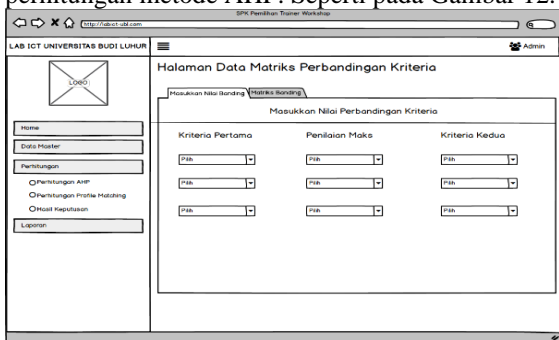 perhitungan metode AHP. Seperti pada Gambar 12.
SPK Pemilihan Trainer Workshop
http://labict-ubl.com
LAB ICT UNIVERSITAS BUDI LUHUR
Admin
LOGO
Halaman Data Matriks Perbandingan Kriteria
Masukkan Nilai Banding
Matriks Banding
Masukkan Nilai Perbandingan Kriteria
Kriteria Pertama Penilaian Maks Kriteria Kedua
Pilih Pilih Pilih
Pilih Pilih Pilih
Pilih Pilih Pilih
Home
Data Master
Perhitungan
Perhitungan AHP
Perhitungan Profile Matching
Hasil Keputusan
Laporan